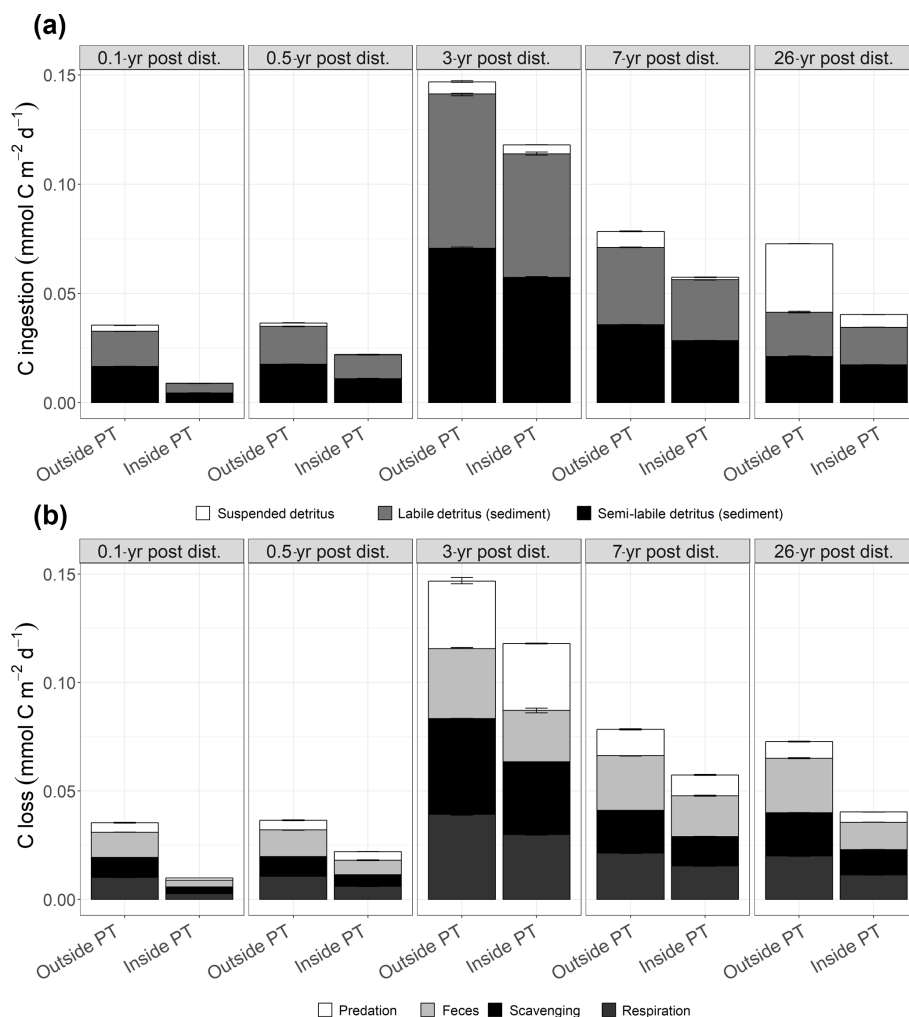 (a)
0.1-yr post dist. 0.5-yr post dist. 3-yr post dist. 7-yr post dist. 26-yr post dist.
C ingestion (mmol C m⁻² d⁻¹)
0.15
0.10
0.05
0.00
Outside PT Inside PT Outside PT Inside PT Outside PT Inside PT Outside PT Inside PT Outside PT Inside PT
Suspended detritus Labile detritus (sediment) Semi-labile detritus (sediment)
(b)
0.1-yr post dist. 0.5-yr post dist. 3-yr post dist. 7-yr post dist. 26-yr post dist.
C loss (mmol C m⁻² d⁻¹)
0.15
0.10
0.05
0.00
Outside PT Inside PT Outside PT Inside PT Outside PT Inside PT Outside PT Inside PT Outside PT Inside PT
Predation Feces Scavenging Respiration